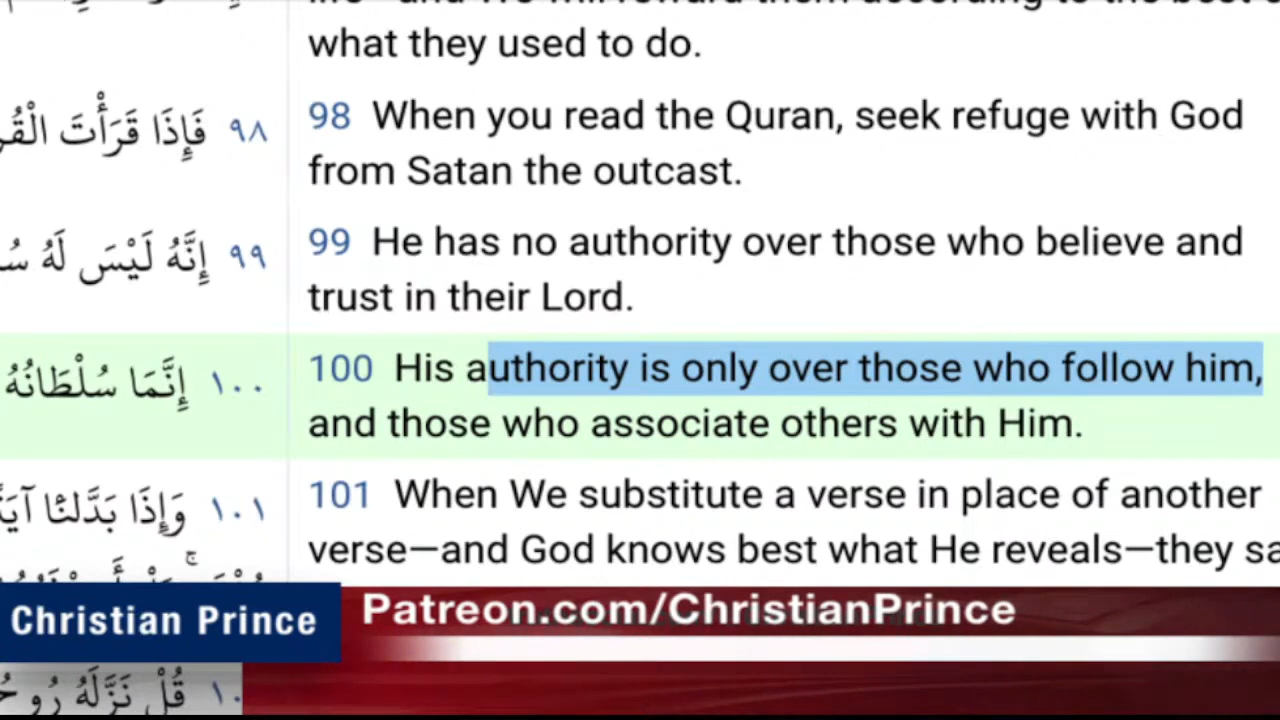 what they used to do.
فَإِذَا قَرَأْتَ ٩٨
98 When you read the Quran, seek refuge with God
from Satan the outcast.
إِنَّهُ لَيْسَ لَهُ ٩٩
99 He has no authority over those who believe and
trust in their Lord.
إِنَّمَا سُلْطَانُهُ ١٠٠
100 His authority is only over those who follow him,
and those who associate others with Him.
وَإِذَا بَدَّلْنَا ١٠١
101 When We substitute a verse in place of another
verse—and God knows best what He reveals—they
Christian Prince
Patreon.com/ChristianPrince
قُلْ نَزَّلَهُ